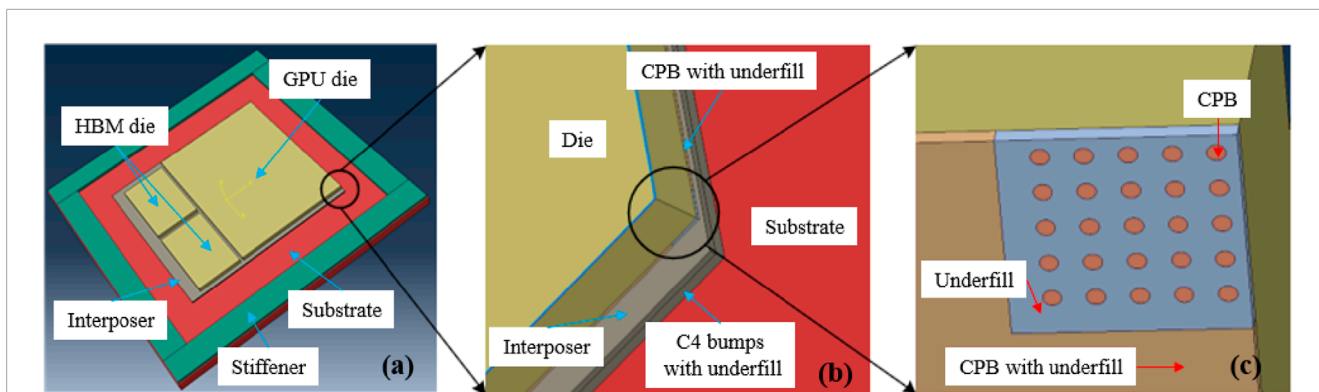 GPU die
HBM die
Interposer
Substrate
Stiffener
(a)
CPB with underfill
Die
Substrate
Interposer
C4 bumps
with underfill
(b)
CPB
Underfill
CPB with underfill
(c)